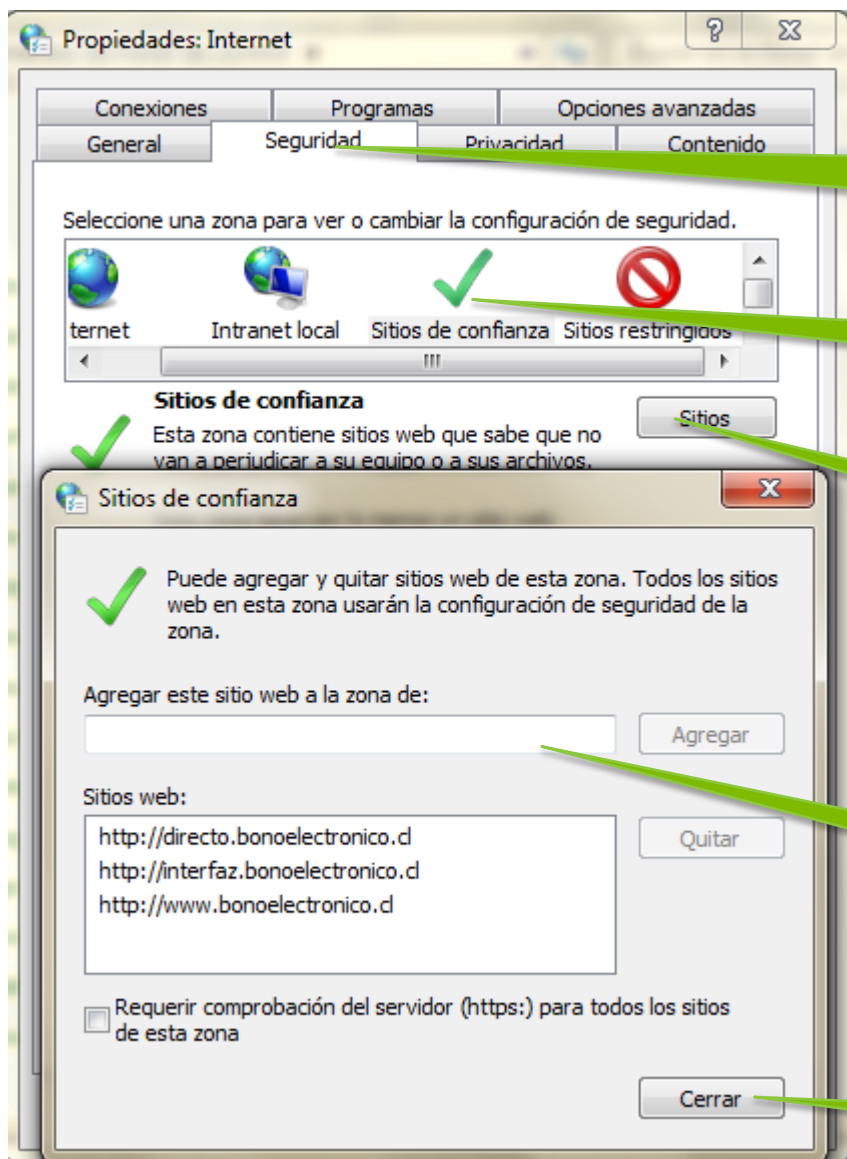 Propiedades: Internet
Conexiones Programas Opciones avanzadas
General Seguridad Privacidad Contenido
Seleccione una zona para ver o cambiar la configuración de seguridad.
ternet Intranet local Sitios de confianza Sitios restringidos
Sitios de confianza
Sitios
Esta zona contiene sitios web que sabe que no
van a perjudicar a su equipo o a sus archivos.
Sitios de confianza
Puede agregar y quitar sitios web de esta zona. Todos los sitios
web en esta zona usarán la configuración de seguridad de la
zona.
Agregar este sitio web a la zona de:
Agregar
Sitios web:
http://directo.bonoelectronico.cl
http://interfaz.bonoelectronico.cl
http://www.bonoelectronico.cl
Quitar
Requerir comprobación del servidor (https:) para todos los sitios
de esta zona
Cerrar